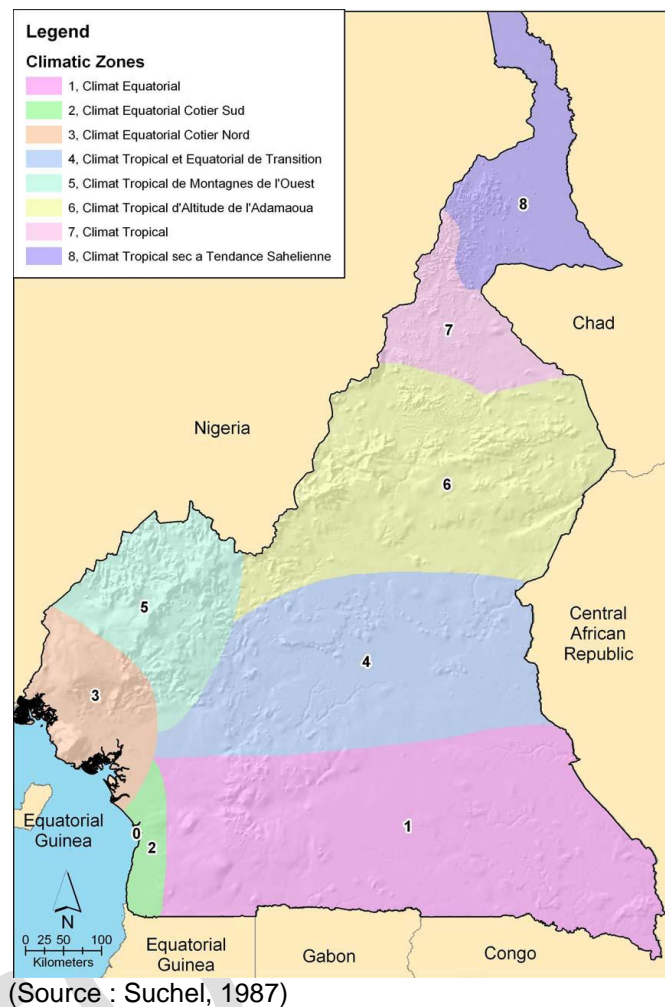 Legend
Climatic Zones
1, Climat Equatorial
2, Climat Equatorial Cotier Sud
3, Climat Equatorial Cotier Nord
4, Climat Tropical et Equatorial de Transition
5, Climat Tropical de Montagnes de l'Ouest
6, Climat Tropical d'Altitude de l'Adamaoua
7, Climat Tropical
8, Climat Tropical sec a Tendance Sahelienne
8
Chad
7
Nigeria
6
5
Central
African
Republic
4
3
Equatorial
Guinea
0
2
1
N
0 25 50 100
Kilometers
Equatorial
Guinea
Gabon
Congo
(Source : Suchel, 1987)